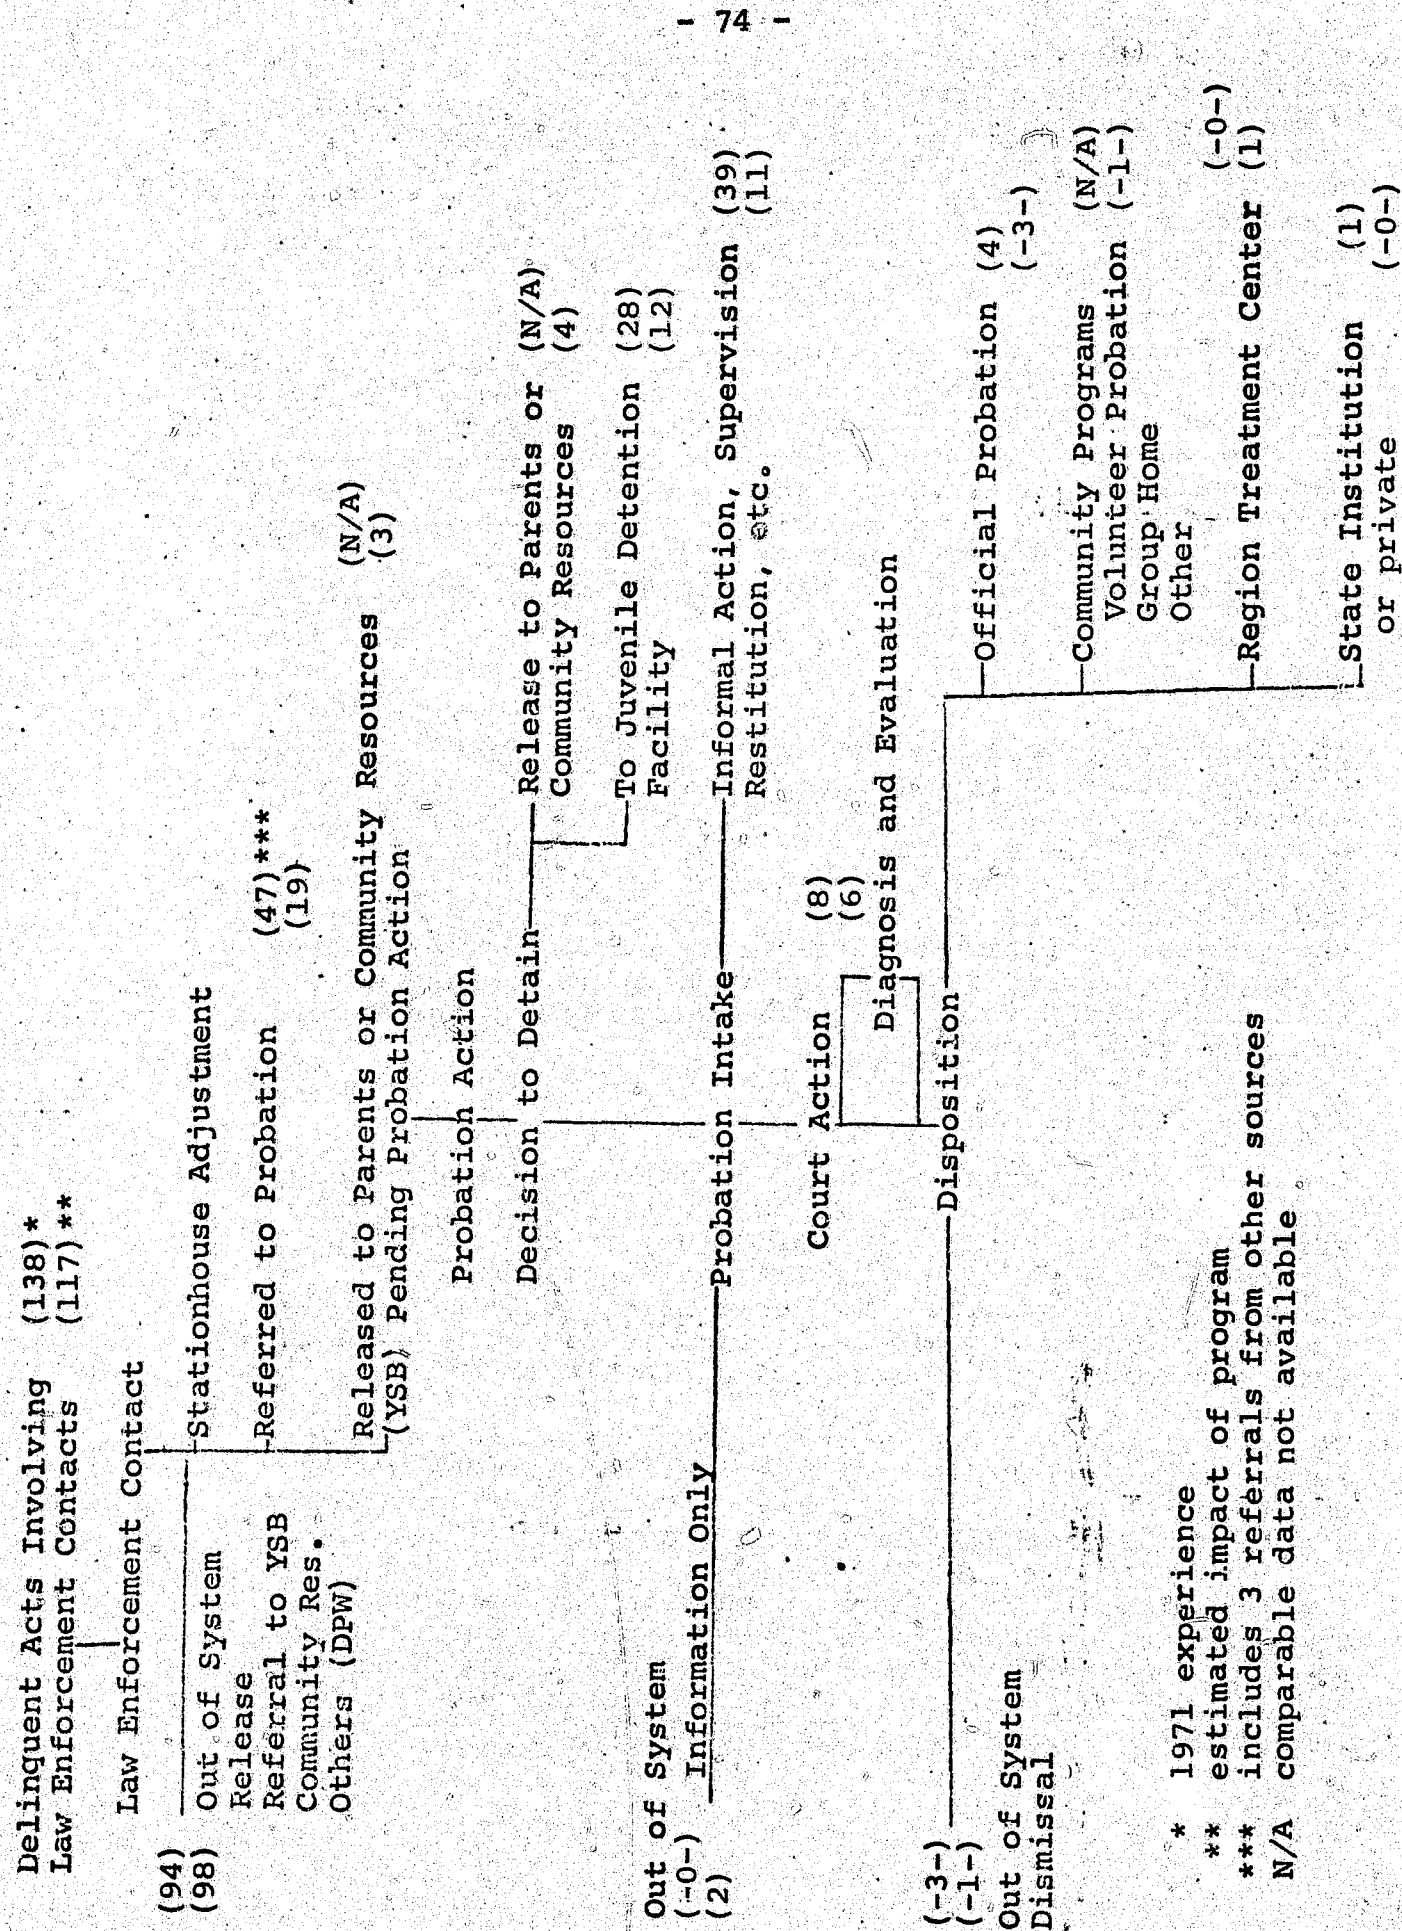 - 74 -
Delinquent Acts Involving (138)*
Law Enforcement Contacts (117)**
Law Enforcement Contact
(94)
(98)
Out of System
Release
Referral to YSB
Community Res.
Others (DPW)
Stationhouse Adjustment
Referred to Probation (47)***
(19)
Released to Parents or Community Resources (N/A)
(YSB) Pending Probation Action (3)
Probation Action
Decision to Detain
Release to Parents or (N/A)
Community Resources (4)
To Juvenile Detention (28)
Facility (12)
Out of System
(-0-) Information Only
(2)
Probation Intake
Informal Action, Supervision (39)
Restitution, etc. (11)
Court Action (8)
(6)
Diagnosis and Evaluation
(-3-)
(-1-)
Out of System
Dismissal
Disposition
Official Probation (4)
(-3-)
Community Programs (N/A)
Volunteer Probation (-1-)
Group Home
Other
(-0-)
Region Treatment Center (1)
State Institution (1)
or private (-0-)
* 1971 experience
** estimated impact of program
*** includes 3 referrals from other sources
N/A comparable data not available